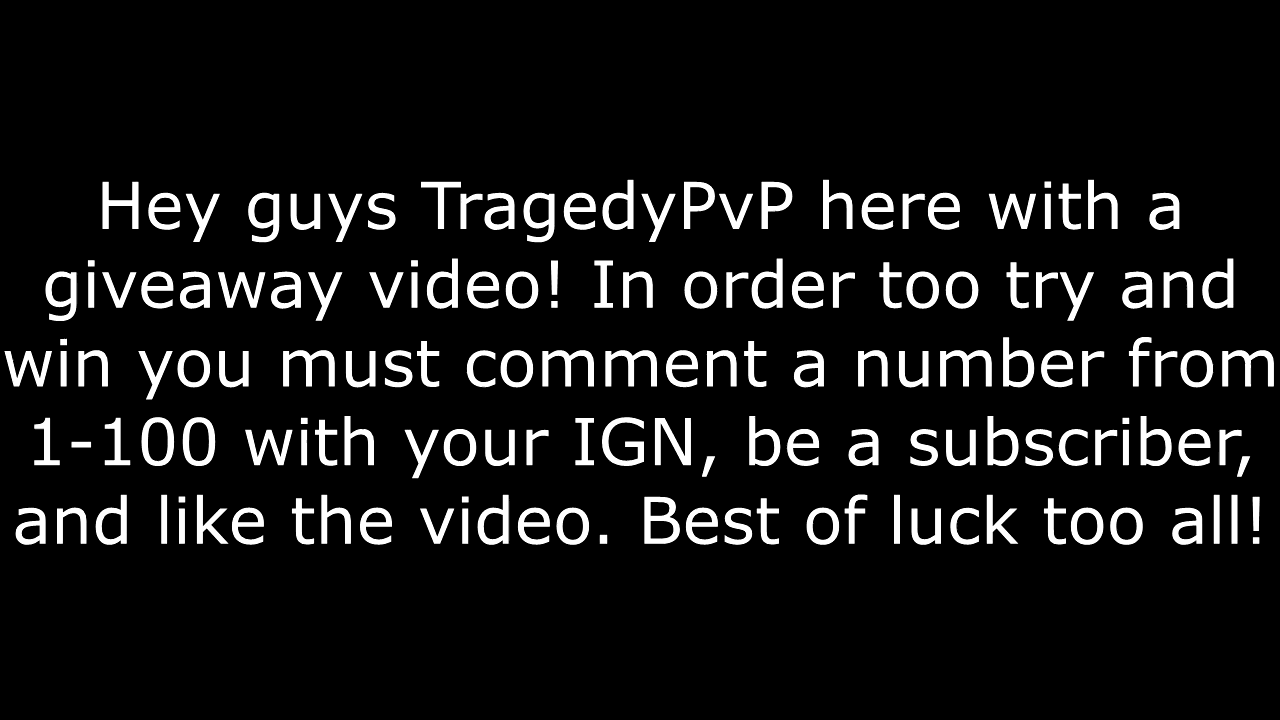 Hey guys TragedyPvP here with a
giveaway video! In order too try and
win you must comment a number from
1-100 with your IGN, be a subscriber,
and like the video. Best of luck too all!